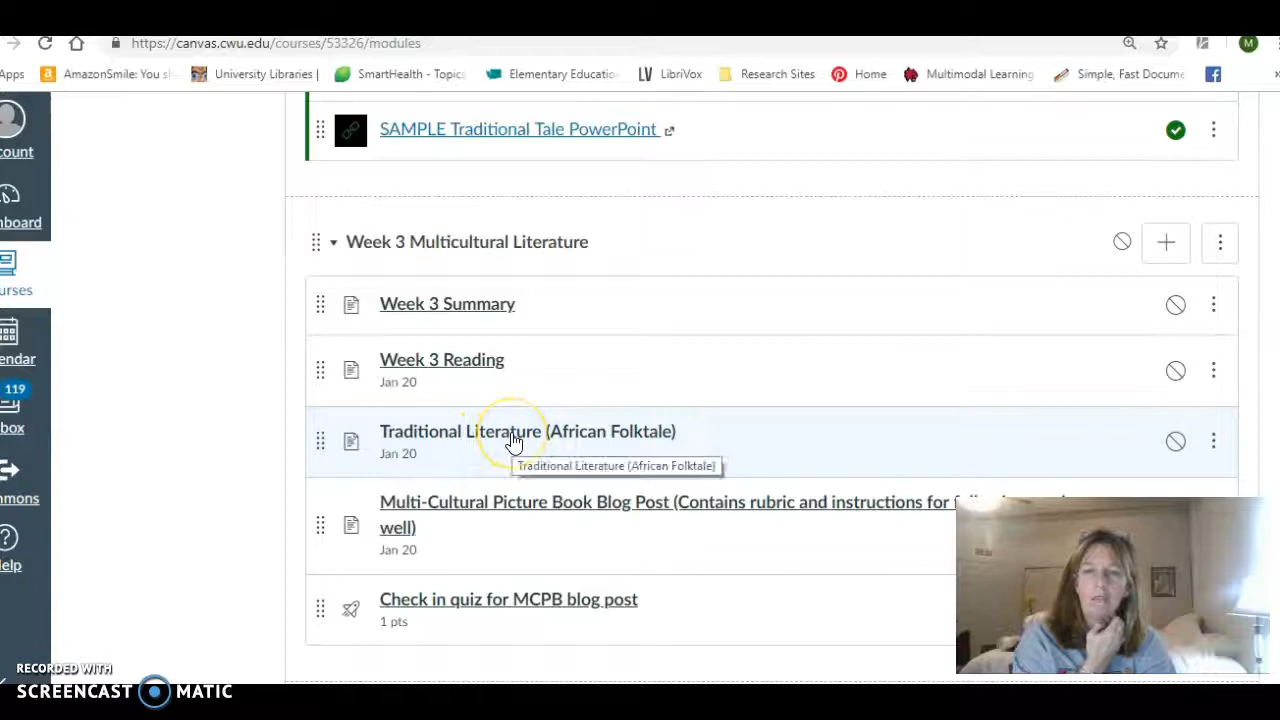 https://canvas.cwu.edu/courses/53326/modules
M
Apps
AmazonSmile: You s
University Libraries |
SmartHealth - Topics
Elementary Educatio
LibriVox
Research Sites
Home
Multimodal Learning
Simple, Fast Docume
»
SAMPLE Traditional Tale PowerPoint
count
hboard
urses
endar
119
box
mmons
elp
Week 3 Multicultural Literature
Week 3 Summary
Week 3 Reading
Jan 20
Traditional Literature (African Folktale)
Jan 20
Traditional Literature (African Folktale)
Multi-Cultural Picture Book Blog Post (Contains rubric and instructions for
well)
Jan 20
Check in quiz for MCPB blog post
1 pts
RECORDED WITH
SCREENCAST MATIC